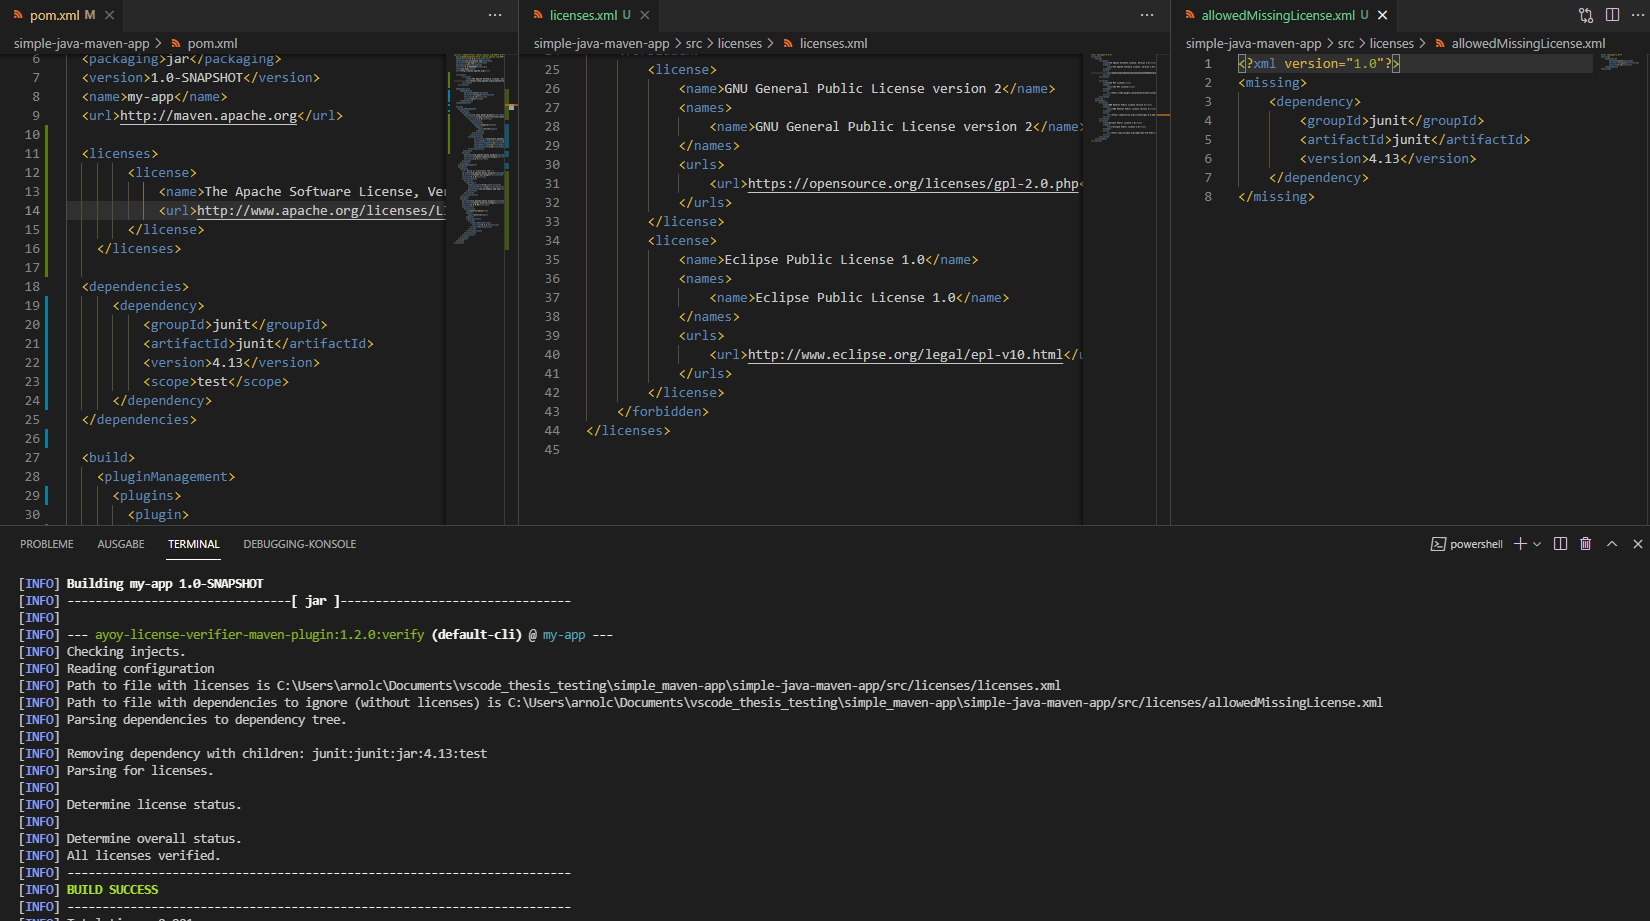 pom.xml M
simple-java-maven-app > pom.xml
6 <packaging>jar</packaging>
7 <version>1.0-SNAPSHOT</version>
8 <name>my-app</name>
9 <url>http://maven.apache.org</url>
10
11 <licenses>
12 <license>
13 <name>The Apache Software License, Ve
14 <url>http://www.apache.org/licenses/L
15 </license>
16 </licenses>
17
18 <dependencies>
19 <dependency>
20 <groupId>junit</groupId>
21 <artifactId>junit</artifactId>
22 <version>4.13</version>
23 <scope>test</scope>
24 </dependency>
25 </dependencies>
26
27 <build>
28 <pluginManagement>
29 <plugins>
30 <plugin>
licenses.xml U
simple-java-maven-app > src > licenses > licenses.xml
25 <license>
26 <name>GNU General Public License version 2</name>
27 <names>
28 <name>GNU General Public License version 2</name>
29 </names>
30 <urls>
31 <url>https://opensource.org/licenses/gpl-2.0.php<
32 </urls>
33 </license>
34 <license>
35 <name>Eclipse Public License 1.0</name>
36 <names>
37 <name>Eclipse Public License 1.0</name>
38 </names>
39 <urls>
40 <url>http://www.eclipse.org/legal/epl-v10.html</u
41 </urls>
42 </license>
43 </forbidden>
44 </licenses>
45
allowedMissingLicense.xml U
simple-java-maven-app > src > licenses > allowedMissingLicense.xml
1 <?xml version="1.0"?>
2 <missing>
3 <dependency>
4 <groupId>junit</groupId>
5 <artifactId>junit</artifactId>
6 <version>4.13</version>
7 </dependency>
8 </missing>
PROBLEME AUSGABE TERMINAL DEBUGGING-KONSOLE
powershell
[INFO] Building my-app 1.0-SNAPSHOT
[INFO] --------------------------------[ jar ]---------------------------------
[INFO]
[INFO] --- ayoy-license-verifier-maven-plugin:1.2.0:verify (default-cli) @ my-app ---
[INFO] Checking injects.
[INFO] Reading configuration
[INFO] Path to file with licenses is C:\Users\arnolc\Documents\vscode_thesis_testing\simple_maven-app\simple-java-maven-app/src/licenses/licenses.xml
[INFO] Path to file with dependencies to ignore (without licenses) is C:\Users\arnolc\Documents\vscode_thesis_testing\simple_maven-app\simple-java-maven-app/src/licenses/allowedMissingLicense.xml
[INFO] Parsing dependencies to dependency tree.
[INFO]
[INFO] Removing dependency with children: junit:junit:jar:4.13:test
[INFO] Parsing for licenses.
[INFO]
[INFO] Determine license status.
[INFO]
[INFO] Determine overall status.
[INFO] All licenses verified.
[INFO] ------------------------------------------------------------------------
[INFO] BUILD SUCCESS
[INFO] ------------------------------------------------------------------------